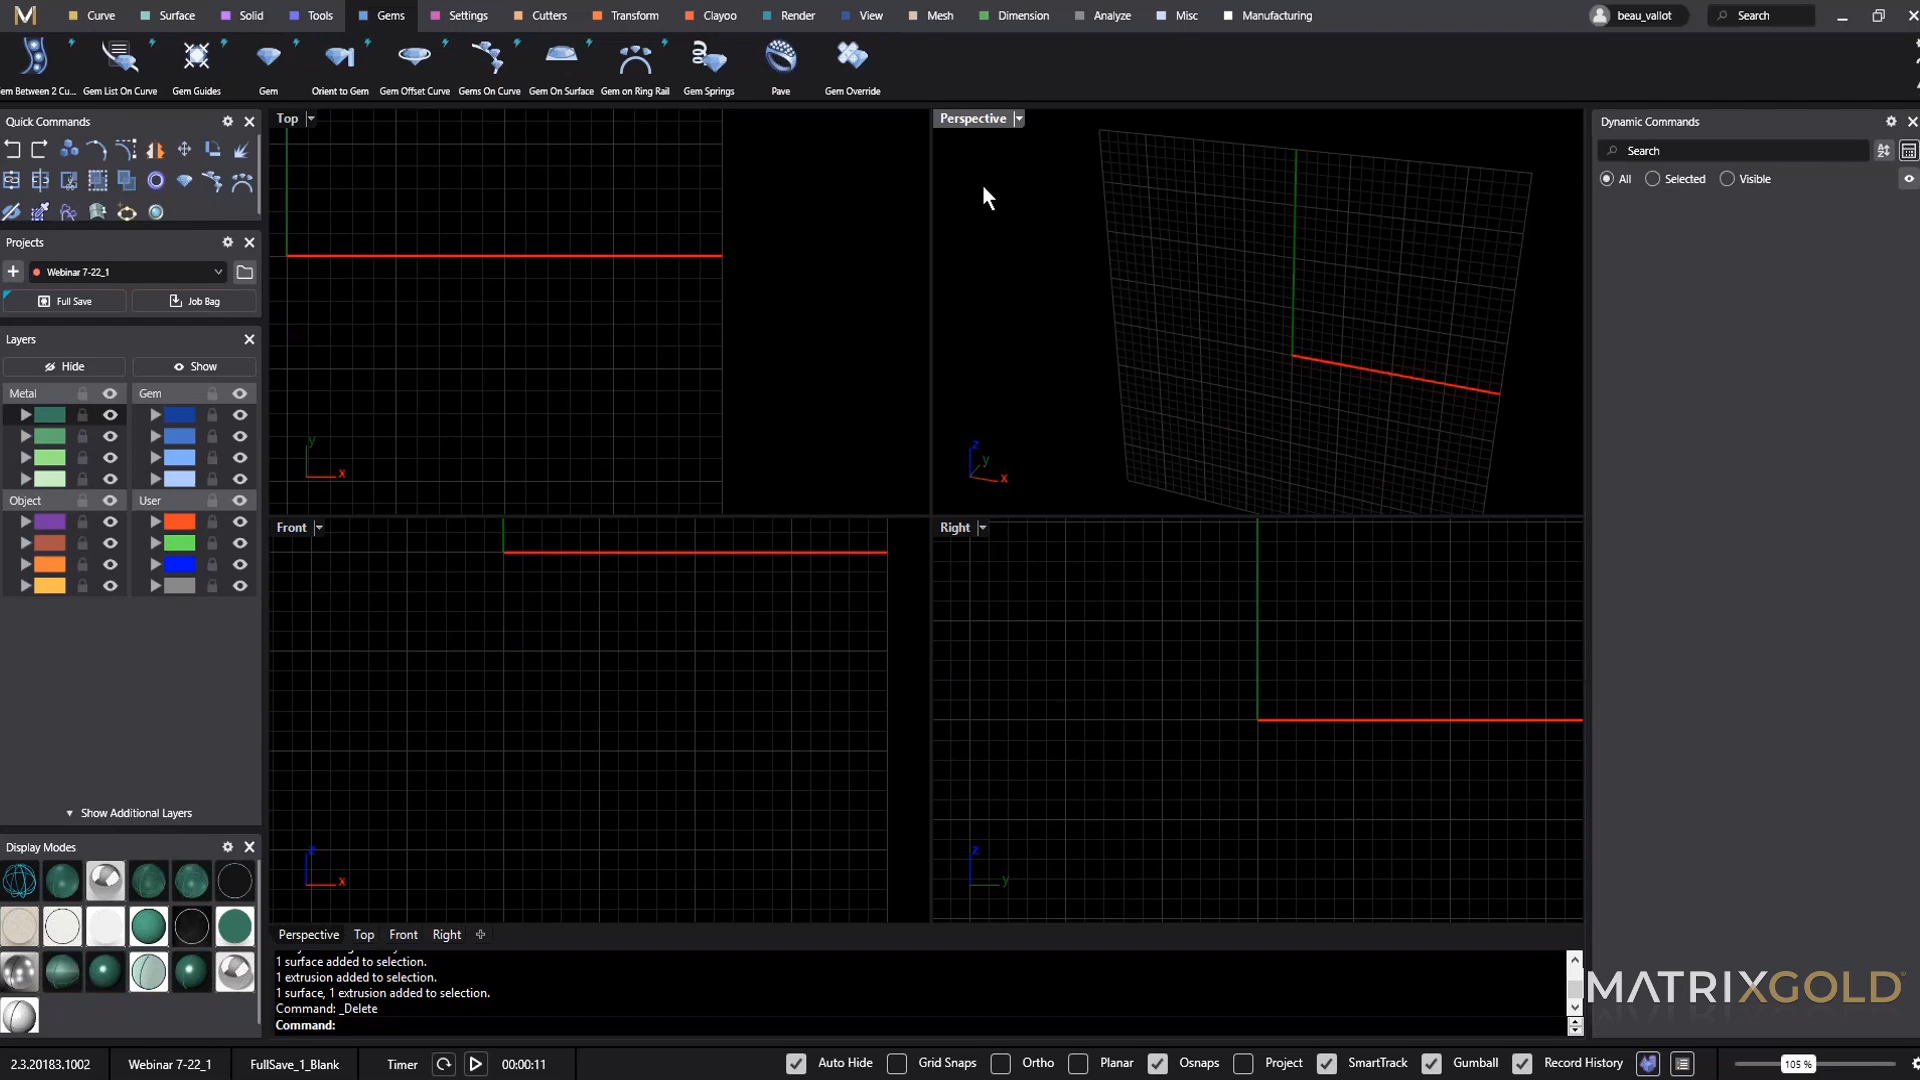 Curve Surface Solid Tools Gems Settings Cutters Transform Clayoo Render View Mesh Dimension Analyze Misc Manufacturing beau_vallot Search
em Between 2 Cu... Gem List On Curve Gem Guides Gem Orient to Gem Gem Offset Curve Gems On Curve Gem On Surface Gem on Ring Rail Gem Springs Pave Gem Override
Quick Commands
Top
Perspective
Dynamic Commands
Search
All Selected Visible
Projects
Webinar 7-22_1
Full Save Job Bag
Layers
Hide Show
Metal Gem
Object User
y
x
z
y
x
Front
Right
Show Additional Layers
Display Modes
z
x
z
y
Perspective Top Front Right
1 surface added to selection.
1 extrusion added to selection.
1 surface, 1 extrusion added to selection.
Command: _Delete
Command:
MATRIXGOLD
2.3.20183.1002 Webinar 7-22_1 FullSave_1_Blank Timer 00:00:11 Auto Hide Grid Snaps Ortho Planar Osnaps Project SmartTrack Gumball Record History 105 %